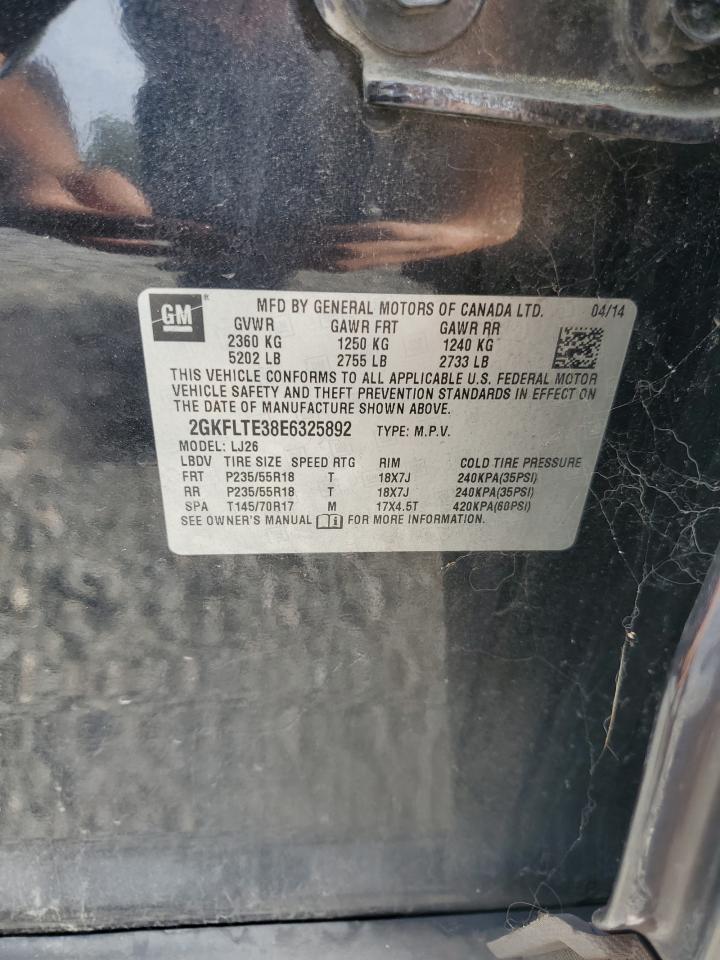 GM ® MFD BY GENERAL MOTORS OF CANADA LTD. 04/14
GVWR GAWR FRT GAWR RR
2360 KG 1250 KG 1240 KG
5202 LB 2755 LB 2733 LB
THIS VEHICLE CONFORMS TO ALL APPLICABLE U.S. FEDERAL MOTOR
VEHICLE SAFETY AND THEFT PREVENTION STANDARDS IN EFFECT ON
THE DATE OF MANUFACTURE SHOWN ABOVE.
2GKFLTE38E6325892 TYPE: M.P.V.
MODEL: LJ26
LBDV TIRE SIZE SPEED RTG RIM COLD TIRE PRESSURE
FRT P235/55R18 T 18X7J 240KPA(35PSI)
RR P235/55R18 T 18X7J 240KPA(35PSI)
SPA T145/70R17 M 17X4.5T 420KPA(60PSI)
SEE OWNER'S MANUAL FOR MORE INFORMATION.